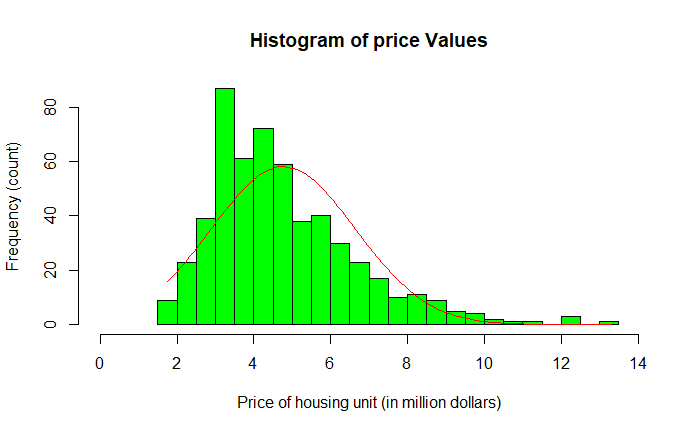 Histogram of price Values
Frequency (count)
80
60
40
20
0
0 2 4 6 8 10 12 14
Price of housing unit (in million dollars)